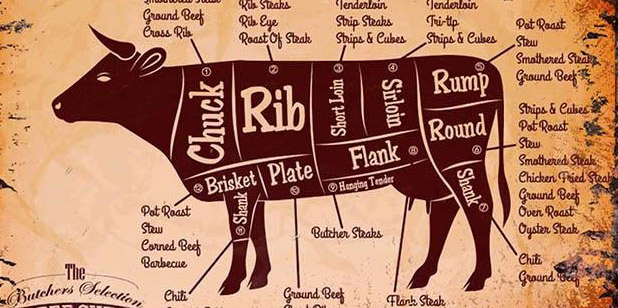 Smothered Steak
Ground Beef
Cross Rib
Rib Steaks
Rib Eye
Roast Of Steak
Tenderloin
Strip Steaks
Strips & Cubes
Tenderloin
Tri-tip
Strips & Cubes
Pot Roast
Stew
Smothered Steak
Ground Beef
Chuck
Rib
Short Loin
Sirloin
Rump
Round
Flank
Hanging Tender
Brisket
Plate
Shank
Shank
Strips & Cubes
Pot Roast
Stew
Smothered Steak
Chicken Fried Steak
Ground Beef
Oven Roast
Oyster Steak
Chili
Ground Beef
Pot Roast
Stew
Corned Beef
Barbecue
Butcher Steaks
The
Butchers Selection
Chili
Ground Beef
Flank Steak